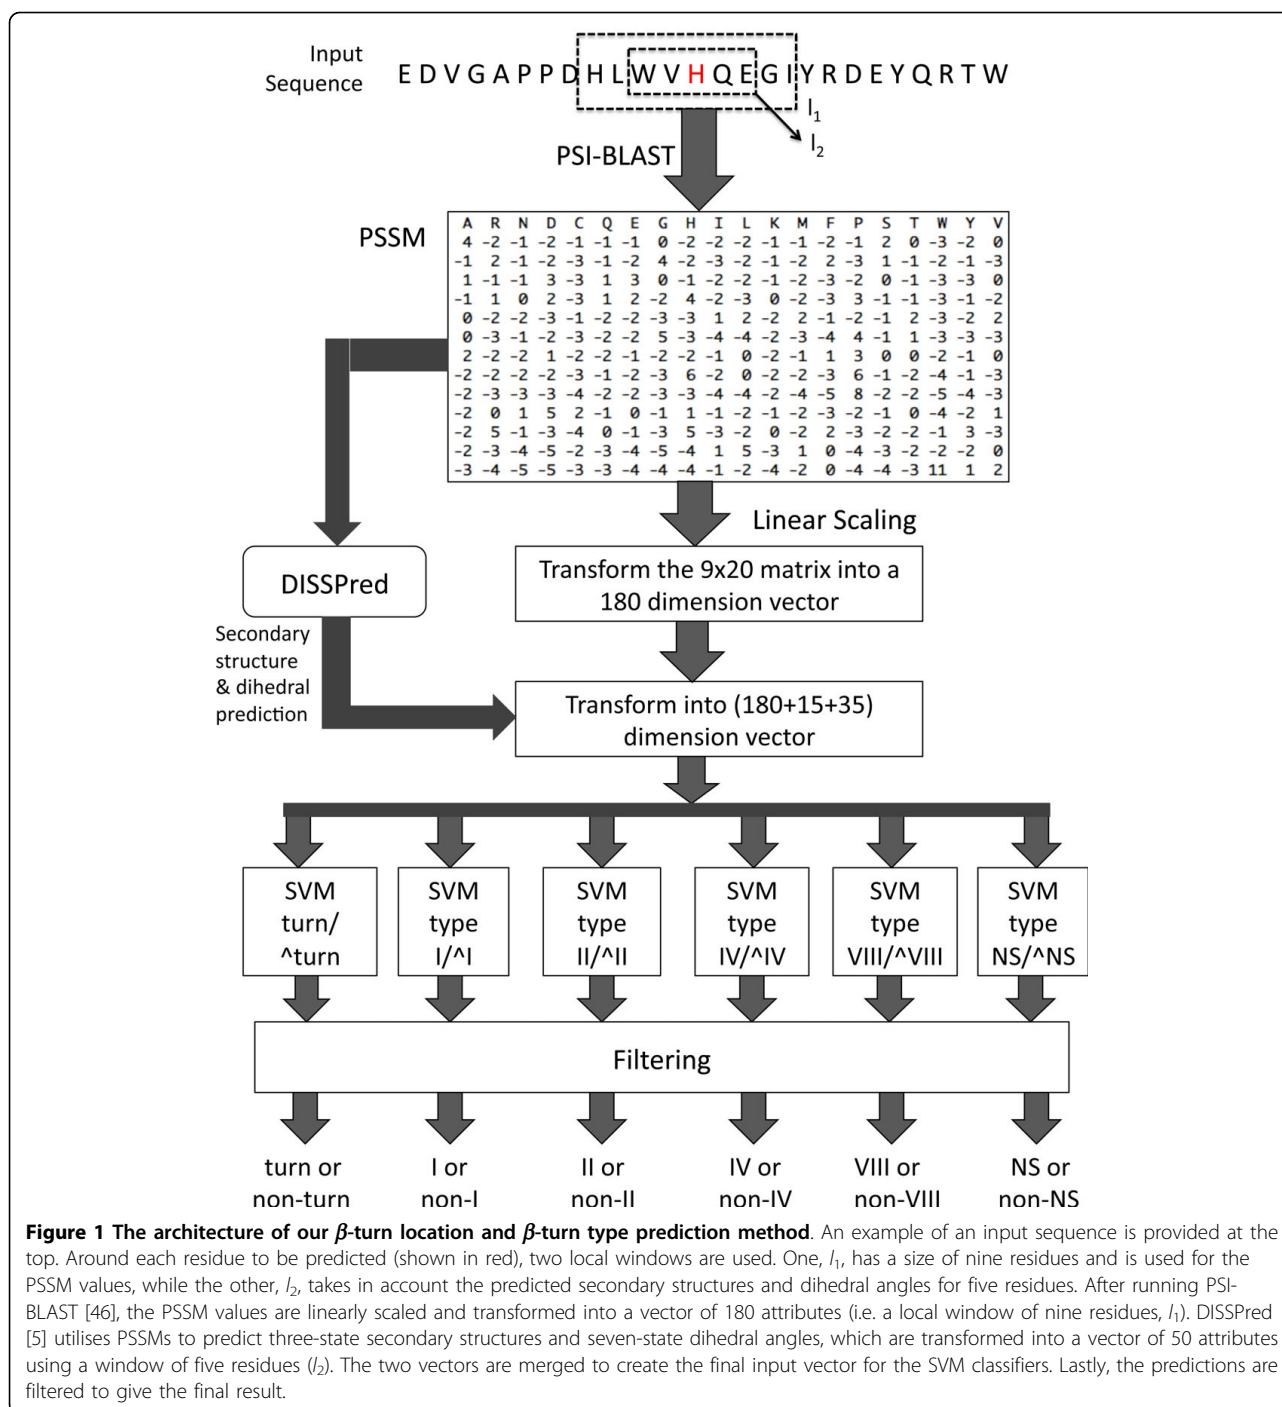 Input
Sequence
E D V G A P P D H L W V H Q E G I Y R D E Y Q R T W
l1
l2
PSI-BLAST
PSSM
A R N D C Q E G H I L K M F P S T W Y V
4 -2 -1 -2 -1 -1 -1 0 -2 -2 -2 -1 -1 -2 -1 2 0 -3 -2 0
-1 2 -1 -2 -3 -1 -2 4 -2 -3 -2 -1 -2 2 -3 1 -1 -2 -1 -3
1 -1 -1 3 -3 1 3 0 -1 -2 -2 -1 -2 -3 -2 0 -1 -3 -3 0
-1 1 0 2 -3 1 2 -2 4 -2 -3 0 -2 -3 3 -1 -1 -3 -1 -2
0 -2 -2 -3 -1 -2 -2 -3 -3 1 2 -2 2 -1 -2 -1 2 -3 -2 2
0 -3 -1 -2 -3 -2 -2 5 -3 -4 -4 -2 -3 -4 4 -1 1 -3 -3 -3
2 -2 -2 1 -2 -2 -1 -2 -2 -1 0 -2 -1 1 3 0 0 -2 -1 0
-2 -2 -2 -2 -3 -1 -2 -3 6 -2 0 -2 -2 -3 6 -1 -2 -4 -1 -3
-2 -3 -3 -3 -4 -2 -2 -3 -3 -4 -4 -2 -4 -5 8 -2 -2 -5 -4 -3
-2 0 1 5 2 -1 0 -1 1 -1 -2 -1 -2 -3 -2 -1 0 -4 -2 1
-2 5 -1 -3 -4 0 -1 -3 5 -3 -2 0 -2 2 -3 -2 -2 -1 3 -3
-2 -3 -4 -5 -2 -3 -4 -5 -4 1 5 -3 1 0 -4 -3 -2 -2 -2 0
-3 -4 -5 -5 -3 -3 -4 -4 -4 -1 -2 -4 -2 0 -4 -4 -3 11 1 2
Linear Scaling
DISSPred
Transform the 9x20 matrix into a
180 dimension vector
Secondary
structure
& dihedral
prediction
Transform into (180+15+35)
dimension vector
SVM
turn/
^turn
SVM
type
I/^I
SVM
type
II/^II
SVM
type
IV/^IV
SVM
type
VIII/^VIII
SVM
type
NS/^NS
Filtering
turn or
non-turn
I or
non-I
II or
non-II
IV or
non-IV
VIII or
non-VIII
NS or
non-NS
Figure 1 The architecture of our β-turn location and β-turn type prediction method. An example of an input sequence is provided at the
top. Around each residue to be predicted (shown in red), two local windows are used. One, l1, has a size of nine residues and is used for the
PSSM values, while the other, l2, takes in account the predicted secondary structures and dihedral angles for five residues. After running PSI-
BLAST [46], the PSSM values are linearly scaled and transformed into a vector of 180 attributes (i.e. a local window of nine residues, l1). DISSPred
[5] utilises PSSMs to predict three-state secondary structures and seven-state dihedral angles, which are transformed into a vector of 50 attributes
using a window of five residues (l2). The two vectors are merged to create the final input vector for the SVM classifiers. Lastly, the predictions are
filtered to give the final result.